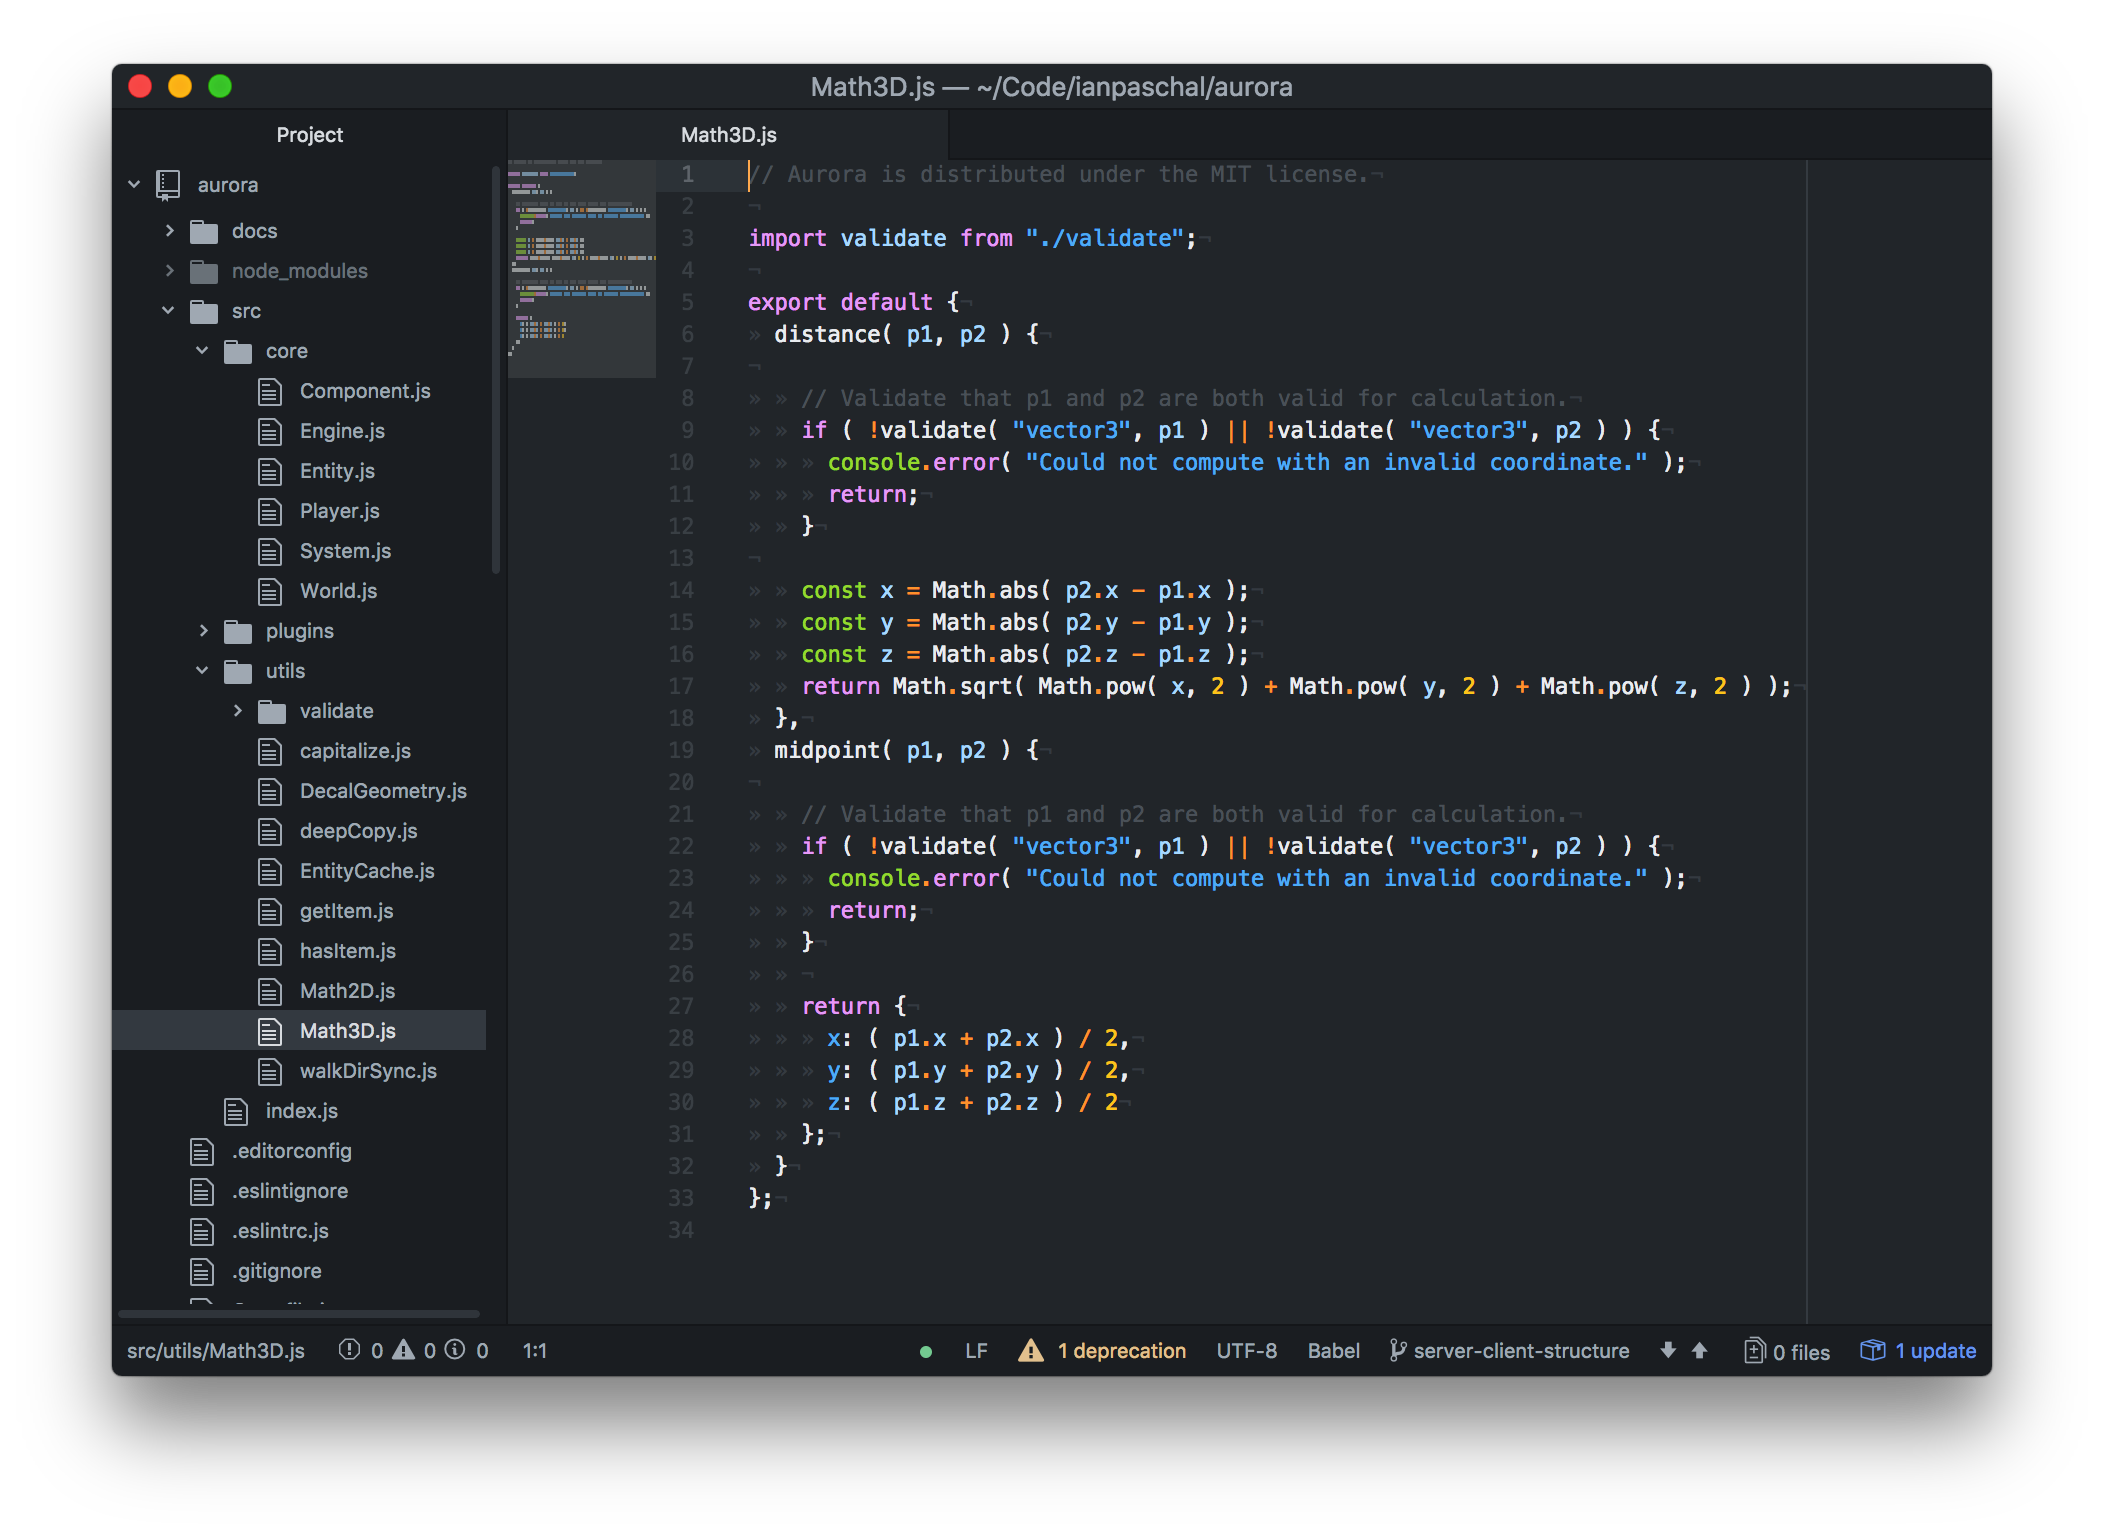 Math3D.js — ~/Code/ianpaschal/aurora
Project
aurora
docs
node_modules
src
core
Component.js
Engine.js
Entity.js
Player.js
System.js
World.js
plugins
utils
validate
capitalize.js
DecalGeometry.js
deepCopy.js
EntityCache.js
getItem.js
hasItem.js
Math2D.js
Math3D.js
walkDirSync.js
index.js
.editorconfig
.eslintignore
.eslintrc.js
.gitignore
Math3D.js
1 // Aurora is distributed under the MIT license.¬
2 ¬
3 import validate from "./validate";¬
4 ¬
5 export default {¬
6 » distance( p1, p2 ) {¬
7 ¬
8 » » // Validate that p1 and p2 are both valid for calculation.¬
9 » » if ( !validate( "vector3", p1 ) || !validate( "vector3", p2 ) ) {¬
10 » » » console.error( "Could not compute with an invalid coordinate." );¬
11 » » » return;¬
12 » » }¬
13 ¬
14 » » const x = Math.abs( p2.x - p1.x );¬
15 » » const y = Math.abs( p2.y - p1.y );¬
16 » » const z = Math.abs( p2.z - p1.z );¬
17 » » return Math.sqrt( Math.pow( x, 2 ) + Math.pow( y, 2 ) + Math.pow( z, 2 ) );¬
18 » },¬
19 » midpoint( p1, p2 ) {¬
20 ¬
21 » » // Validate that p1 and p2 are both valid for calculation.¬
22 » » if ( !validate( "vector3", p1 ) || !validate( "vector3", p2 ) ) {¬
23 » » » console.error( "Could not compute with an invalid coordinate." );¬
24 » » » return;¬
25 » » }¬
26 » » ¬
27 » » return {¬
28 » » » x: ( p1.x + p2.x ) / 2,¬
29 » » » y: ( p1.y + p2.y ) / 2,¬
30 » » » z: ( p1.z + p2.z ) / 2¬
31 » » };¬
32 » }¬
33 };¬
34
src/utils/Math3D.js 0 0 0 1:1 LF 1 deprecation UTF-8 Babel server-client-structure 0 files 1 update